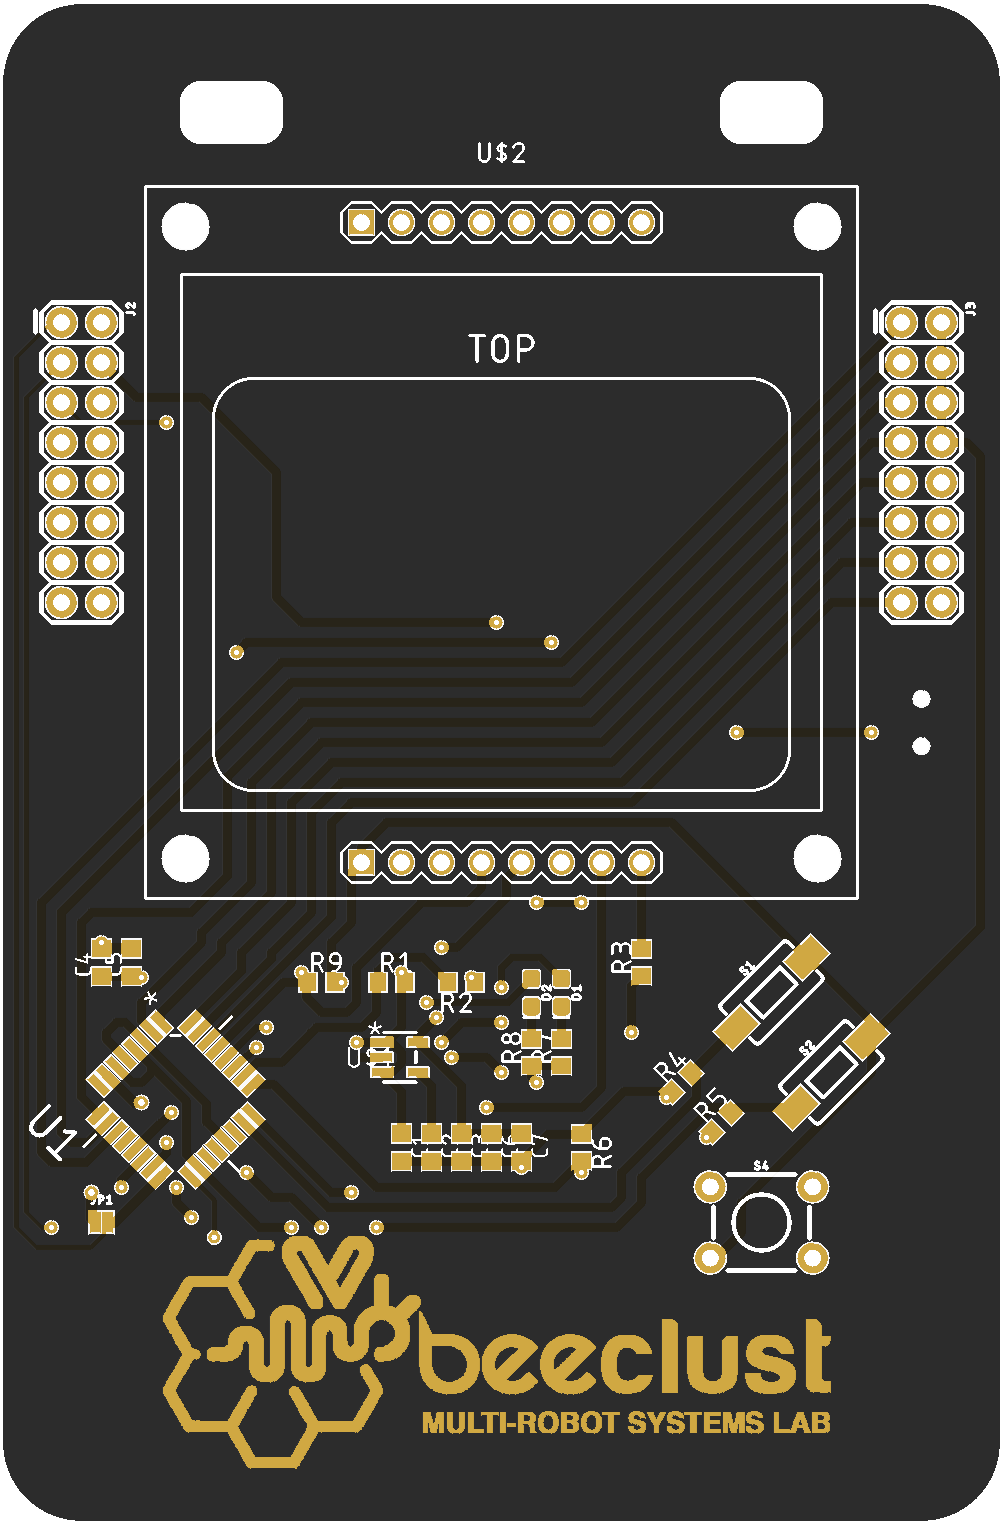 U$2
J2
J3
TOP
C4
C5
R9
R1
R2
R3
D2
D1
S1
S2
*
*
R8
R7
R4
R5
U1
C1
C2
C3
C6
C7
R6
S4
JP1
beeclust
MULTI-ROBOT SYSTEMS LAB